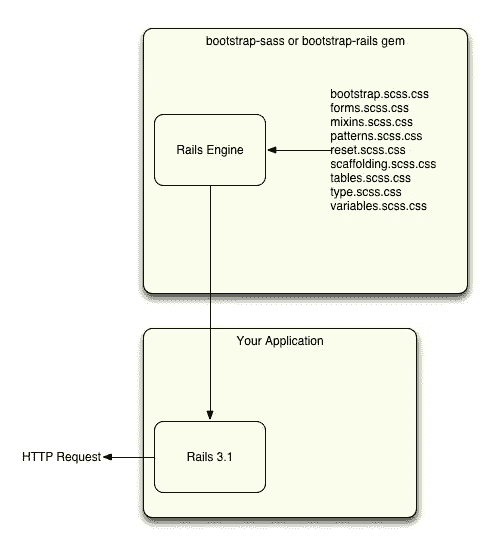 bootstrap-sass or bootstrap-rails gem
bootstrap.scss.css
forms.scss.css
mixins.scss.css
patterns.scss.css
reset.scss.css
scaffolding.scss.css
tables.scss.css
type.scss.css
variables.scss.css
Rails Engine
Your Application
HTTP Request
Rails 3.1